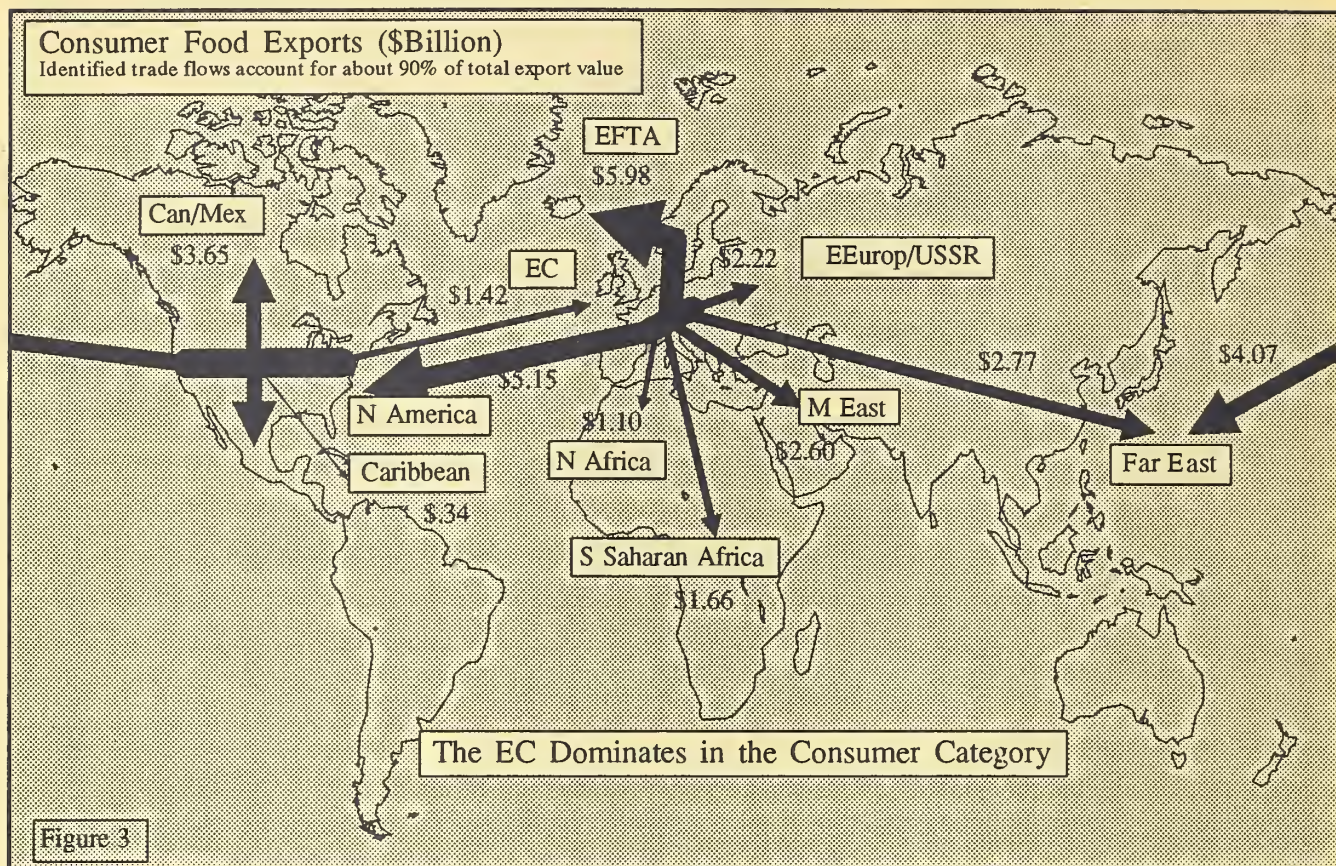 Consumer Food Exports ($Billion)
Identified trade flows account for about 90% of total export value
EFTA
$5.98
Can/Mex
$3.65
EC
$2.22
EEurop/USSR
$1.42
$5.15
$2.77
$4.07
N America
$1.10
M East
N Africa
$2.60
Far East
Caribbean
$.34
S Saharan Africa
$1.66
The EC Dominates in the Consumer Category
Figure 3